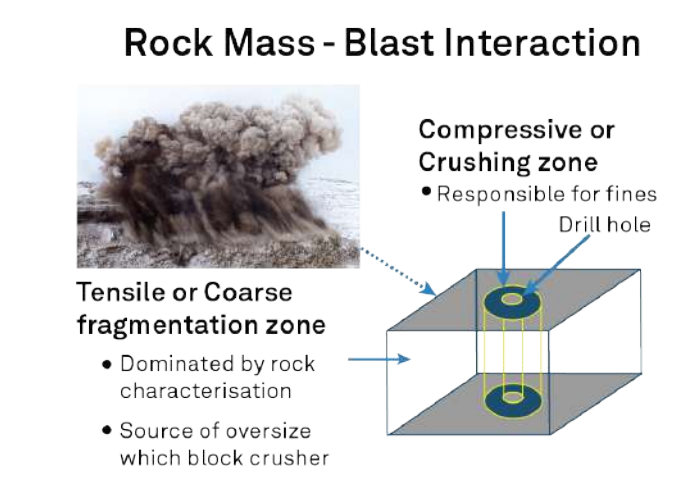 Rock Mass - Blast Interaction
Compressive or
Crushing zone
• Responsible for fines
Drill hole
Tensile or Coarse
fragmentation zone
• Dominated by rock
characterisation
• Source of oversize
which block crusher